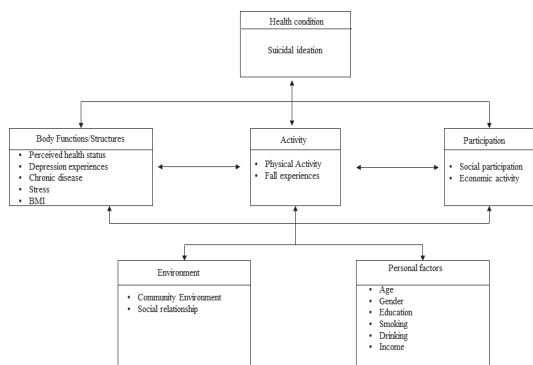 Health condition
Suicidal ideation
Body Functions/Structures
• Perceived health status
• Depression experiences
• Chronic disease
• Stress
• BMI
Activity
• Physical Activity
• Fall experiences
Participation
• Social participation
• Economic activity
Environment
• Community Environment
• Social relationship
Personal factors
• Age
• Gender
• Education
• Smoking
• Drinking
• Income